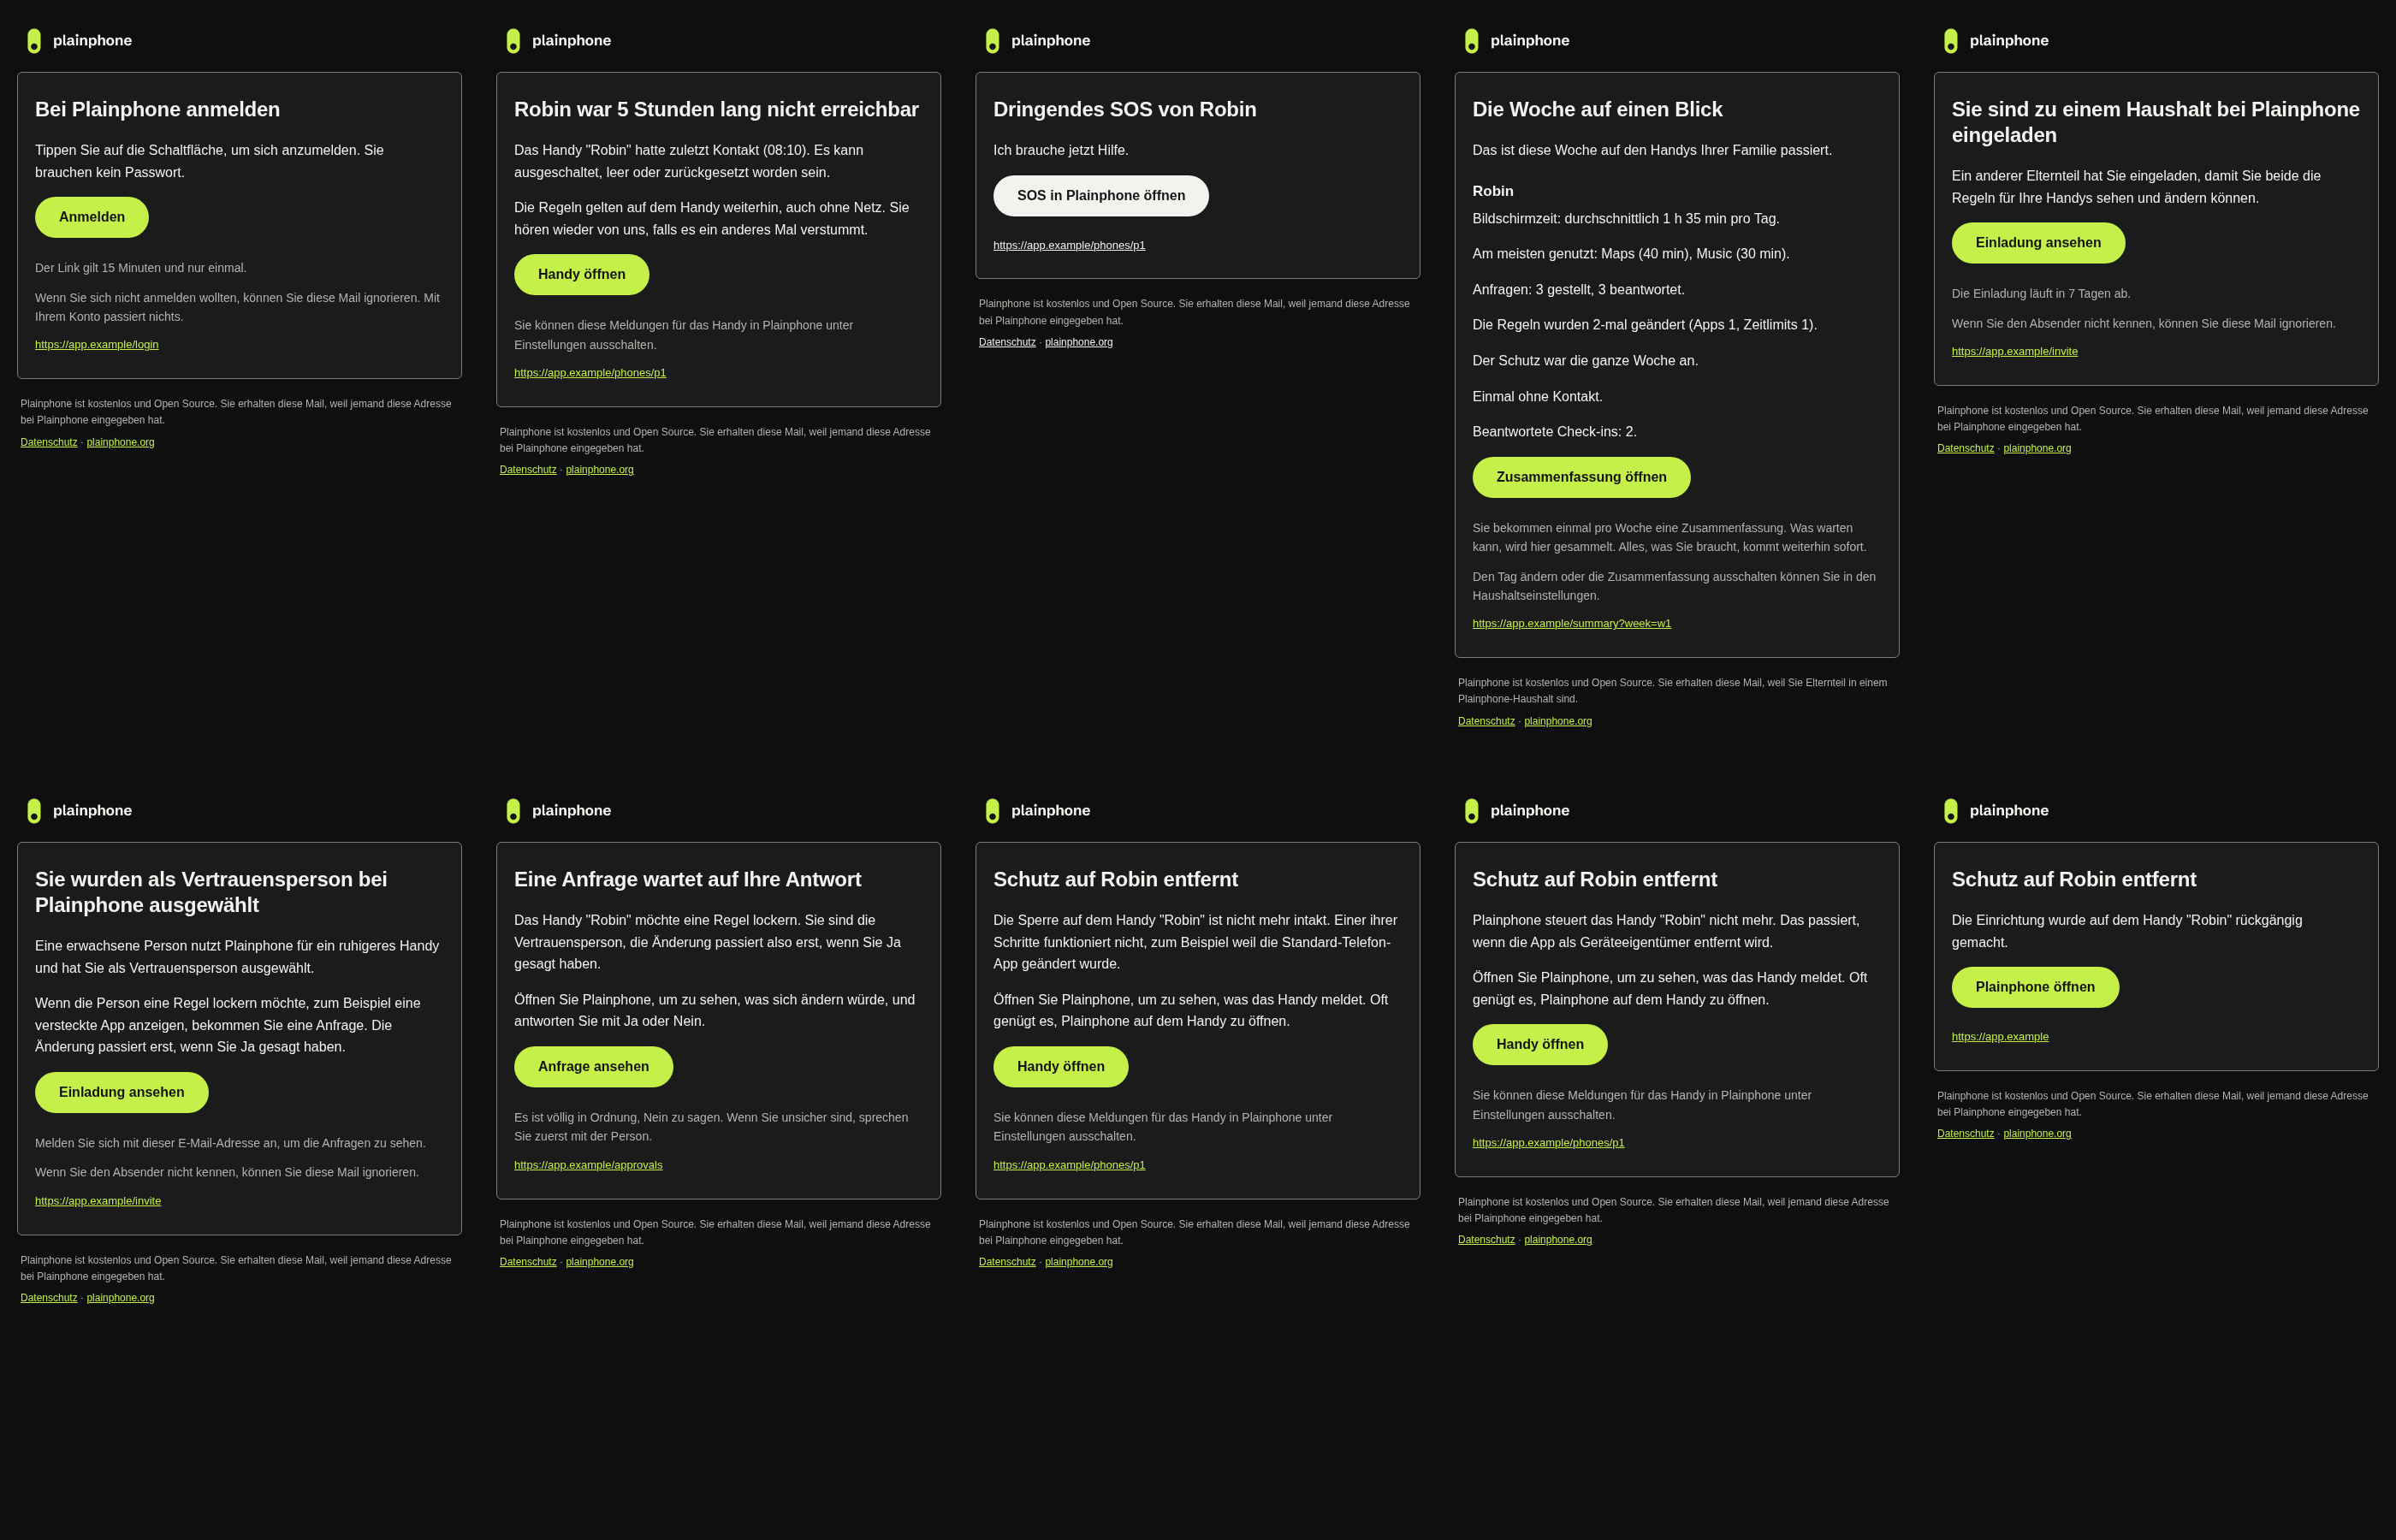 plainphone
Bei Plainphone anmelden
Tippen Sie auf die Schaltfläche, um sich anzumelden. Sie
brauchen kein Passwort.
Anmelden
Der Link gilt 15 Minuten und nur einmal.
Wenn Sie sich nicht anmelden wollten, können Sie diese Mail ignorieren. Mit
Ihrem Konto passiert nichts.
https://app.example/login
Plainphone ist kostenlos und Open Source. Sie erhalten diese Mail, weil jemand diese Adresse
bei Plainphone eingegeben hat.
Datenschutz · plainphone.org
plainphone
Robin war 5 Stunden lang nicht erreichbar
Das Handy "Robin" hatte zuletzt Kontakt (08:10). Es kann
ausgeschaltet, leer oder zurückgesetzt worden sein.
Die Regeln gelten auf dem Handy weiterhin, auch ohne Netz. Sie
hören wieder von uns, falls es ein anderes Mal verstummt.
Handy öffnen
Sie können diese Meldungen für das Handy in Plainphone unter
Einstellungen ausschalten.
https://app.example/phones/p1
Plainphone ist kostenlos und Open Source. Sie erhalten diese Mail, weil jemand diese Adresse
bei Plainphone eingegeben hat.
Datenschutz · plainphone.org
plainphone
Dringendes SOS von Robin
Ich brauche jetzt Hilfe.
SOS in Plainphone öffnen
https://app.example/phones/p1
Plainphone ist kostenlos und Open Source. Sie erhalten diese Mail, weil jemand diese Adresse
bei Plainphone eingegeben hat.
Datenschutz · plainphone.org
plainphone
Die Woche auf einen Blick
Das ist diese Woche auf den Handys Ihrer Familie passiert.
Robin
Bildschirmzeit: durchschnittlich 1 h 35 min pro Tag.
Am meisten genutzt: Maps (40 min), Music (30 min).
Anfragen: 3 gestellt, 3 beantwortet.
Die Regeln wurden 2-mal geändert (Apps 1, Zeitlimits 1).
Der Schutz war die ganze Woche an.
Einmal ohne Kontakt.
Beantwortete Check-ins: 2.
Zusammenfassung öffnen
Sie bekommen einmal pro Woche eine Zusammenfassung. Was warten
kann, wird hier gesammelt. Alles, was Sie braucht, kommt weiterhin sofort.
Den Tag ändern oder die Zusammenfassung ausschalten können Sie in den
Haushaltseinstellungen.
https://app.example/summary?week=w1
Plainphone ist kostenlos und Open Source. Sie erhalten diese Mail, weil Sie Elternteil in einem
Plainphone-Haushalt sind.
Datenschutz · plainphone.org
plainphone
Sie sind zu einem Haushalt bei Plainphone
eingeladen
Ein anderer Elternteil hat Sie eingeladen, damit Sie beide die
Regeln für Ihre Handys sehen und ändern können.
Einladung ansehen
Die Einladung läuft in 7 Tagen ab.
Wenn Sie den Absender nicht kennen, können Sie diese Mail ignorieren.
https://app.example/invite
Plainphone ist kostenlos und Open Source. Sie erhalten diese Mail, weil jemand diese Adresse
bei Plainphone eingegeben hat.
Datenschutz · plainphone.org
plainphone
Sie wurden als Vertrauensperson bei
Plainphone ausgewählt
Eine erwachsene Person nutzt Plainphone für ein ruhigeres Handy
und hat Sie als Vertrauensperson ausgewählt.
Wenn die Person eine Regel lockern möchte, zum Beispiel eine
versteckte App anzeigen, bekommen Sie eine Anfrage. Die
Änderung passiert erst, wenn Sie Ja gesagt haben.
Einladung ansehen
Melden Sie sich mit dieser E-Mail-Adresse an, um die Anfragen zu sehen.
Wenn Sie den Absender nicht kennen, können Sie diese Mail ignorieren.
https://app.example/invite
Plainphone ist kostenlos und Open Source. Sie erhalten diese Mail, weil jemand diese Adresse
bei Plainphone eingegeben hat.
Datenschutz · plainphone.org
plainphone
Eine Anfrage wartet auf Ihre Antwort
Das Handy "Robin" möchte eine Regel lockern. Sie sind die
Vertrauensperson, die Änderung passiert also erst, wenn Sie Ja
gesagt haben.
Öffnen Sie Plainphone, um zu sehen, was sich ändern würde, und
antworten Sie mit Ja oder Nein.
Anfrage ansehen
Es ist völlig in Ordnung, Nein zu sagen. Wenn Sie unsicher sind, sprechen
Sie zuerst mit der Person.
https://app.example/approvals
Plainphone ist kostenlos und Open Source. Sie erhalten diese Mail, weil jemand diese Adresse
bei Plainphone eingegeben hat.
Datenschutz · plainphone.org
plainphone
Schutz auf Robin entfernt
Die Sperre auf dem Handy "Robin" ist nicht mehr intakt. Einer ihrer
Schritte funktioniert nicht, zum Beispiel weil die Standard-Telefon-
App geändert wurde.
Öffnen Sie Plainphone, um zu sehen, was das Handy meldet. Oft
genügt es, Plainphone auf dem Handy zu öffnen.
Handy öffnen
Sie können diese Meldungen für das Handy in Plainphone unter
Einstellungen ausschalten.
https://app.example/phones/p1
Plainphone ist kostenlos und Open Source. Sie erhalten diese Mail, weil jemand diese Adresse
bei Plainphone eingegeben hat.
Datenschutz · plainphone.org
plainphone
Schutz auf Robin entfernt
Plainphone steuert das Handy "Robin" nicht mehr. Das passiert,
wenn die App als Geräteeigentümer entfernt wird.
Öffnen Sie Plainphone, um zu sehen, was das Handy meldet. Oft
genügt es, Plainphone auf dem Handy zu öffnen.
Handy öffnen
Sie können diese Meldungen für das Handy in Plainphone unter
Einstellungen ausschalten.
https://app.example/phones/p1
Plainphone ist kostenlos und Open Source. Sie erhalten diese Mail, weil jemand diese Adresse
bei Plainphone eingegeben hat.
Datenschutz · plainphone.org
plainphone
Schutz auf Robin entfernt
Die Einrichtung wurde auf dem Handy "Robin" rückgängig
gemacht.
Plainphone öffnen
https://app.example
Plainphone ist kostenlos und Open Source. Sie erhalten diese Mail, weil jemand diese Adresse
bei Plainphone eingegeben hat.
Datenschutz · plainphone.org